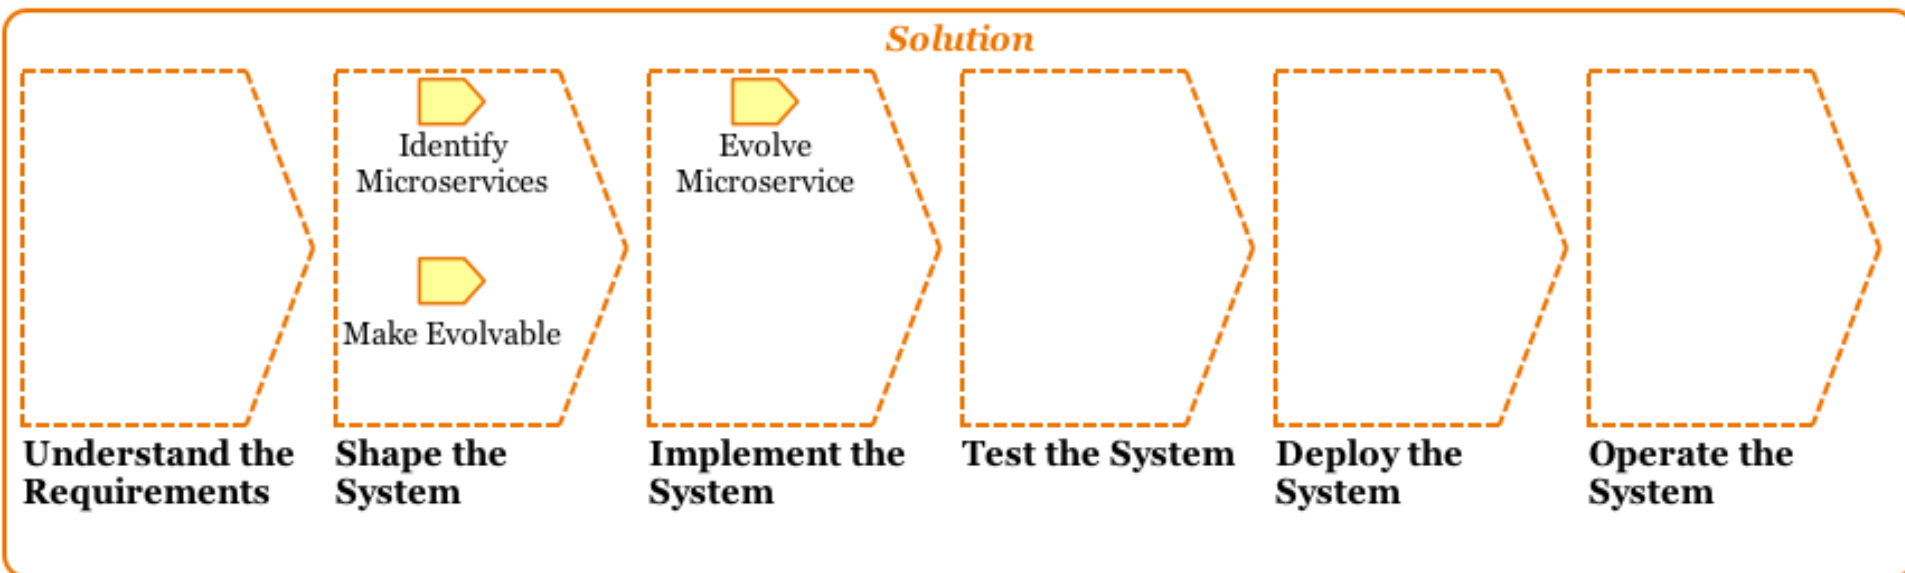 Solution
Identify
Microservices
Make Evolvable
Evolve
Microservice
Understand the
Requirements
Shape the
System
Implement the
System
Test the System
Deploy the
System
Operate the
System